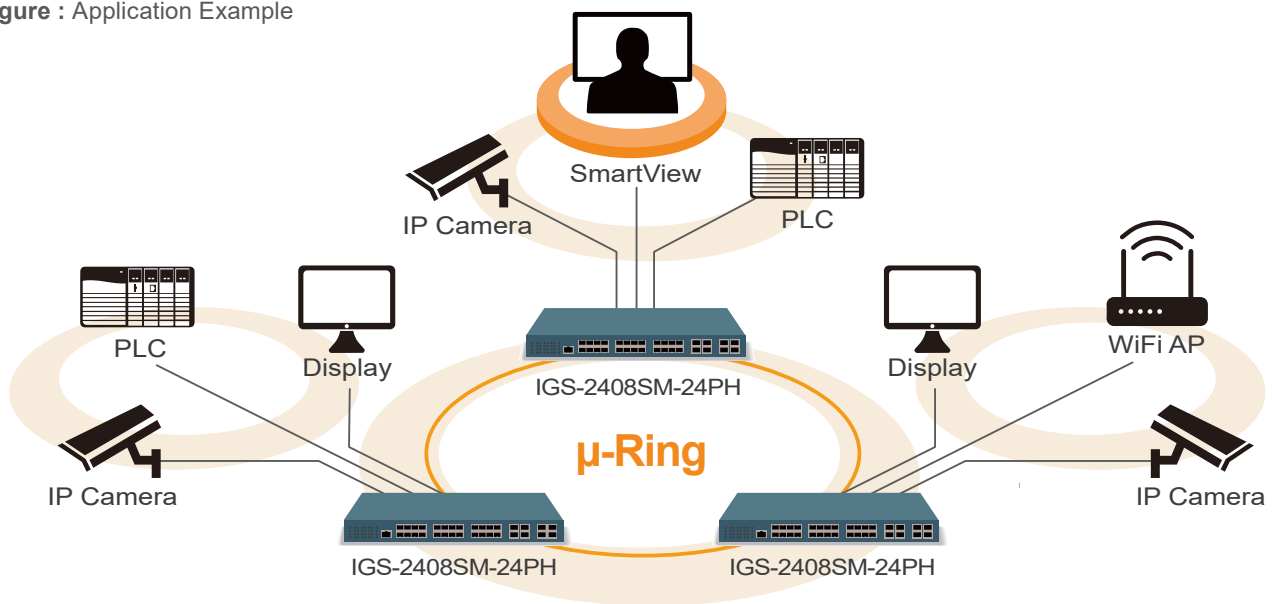 gure : Application Example
SmartView
IP Camera
PLC
PLC
Display
IGS-2408SM-24PH
Display
WiFi AP
µ-Ring
IP Camera
IP Camera
IGS-2408SM-24PH
IGS-2408SM-24PH